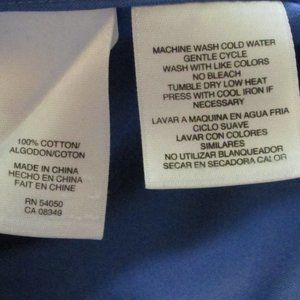 100% COTTON/
ALGODON/COTON
MADE IN CHINA
HECHO EN CHINA
FAIT EN CHINE
RN 54050
CA 08349
MACHINE WASH COLD WATER
GENTLE CYCLE
WASH WITH LIKE COLORS
NO BLEACH
TUMBLE DRY LOW HEAT
PRESS WITH COOL IRON IF
NECESSARY
LAVAR A MAQUINA EN AGUA FRIA
CICLO SUAVE
LAVAR CON COLORES
SIMILARES
NO UTILIZAR BLANQUEADOR
SECAR EN SECADORA CALOR